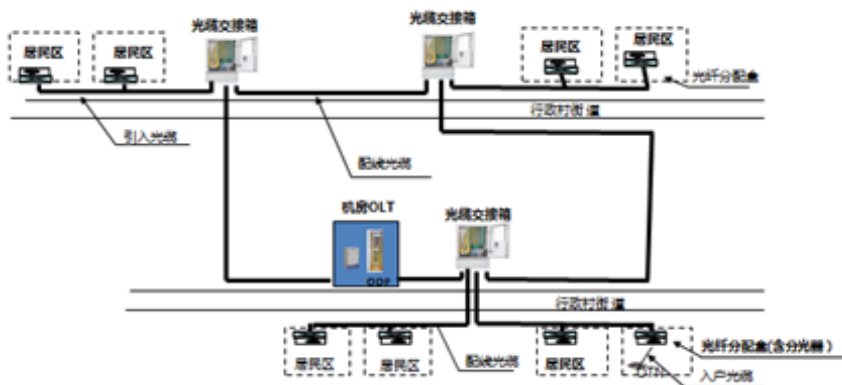 光缆交接箱
光缆交接箱
居民区
居民区
居民区
居民区
光纤分配盒
行政村街道
引入光缆
配线光缆
机房OLT
光缆交接箱
ODF
行政村街道
居民区
居民区
配线光缆
居民区
居民区
光纤分配盒(含分光器)
入户光缆